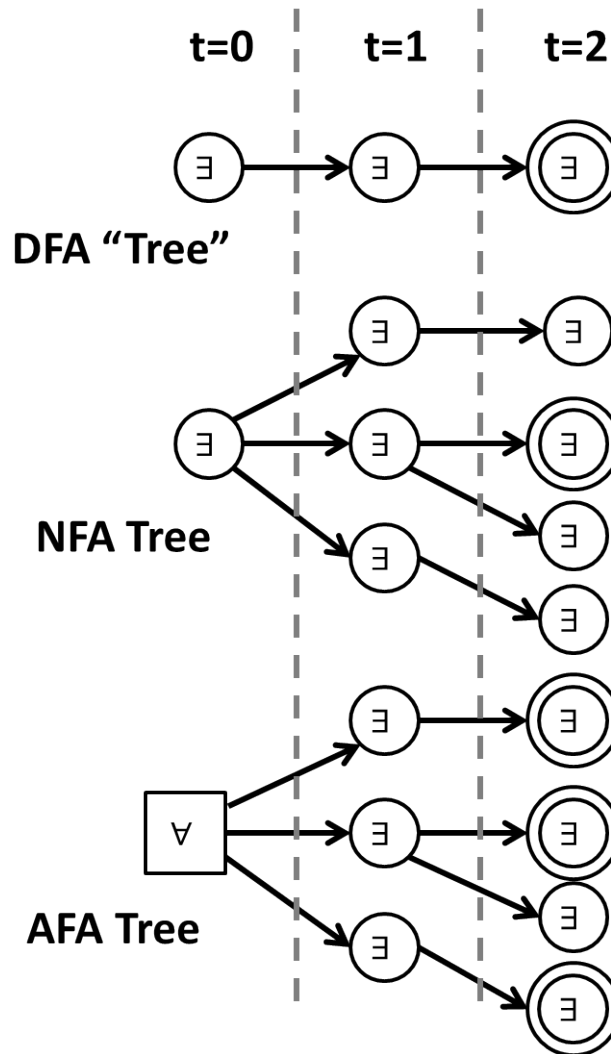 t=0 t=1 t=2
∃ ∃ ∃
DFA “Tree”
∃ ∃
∃ ∃ ∃
∃
NFA Tree
∃
∃
∃ ∃
∀ ∃ ∃
∃
AFA Tree
∃
∃